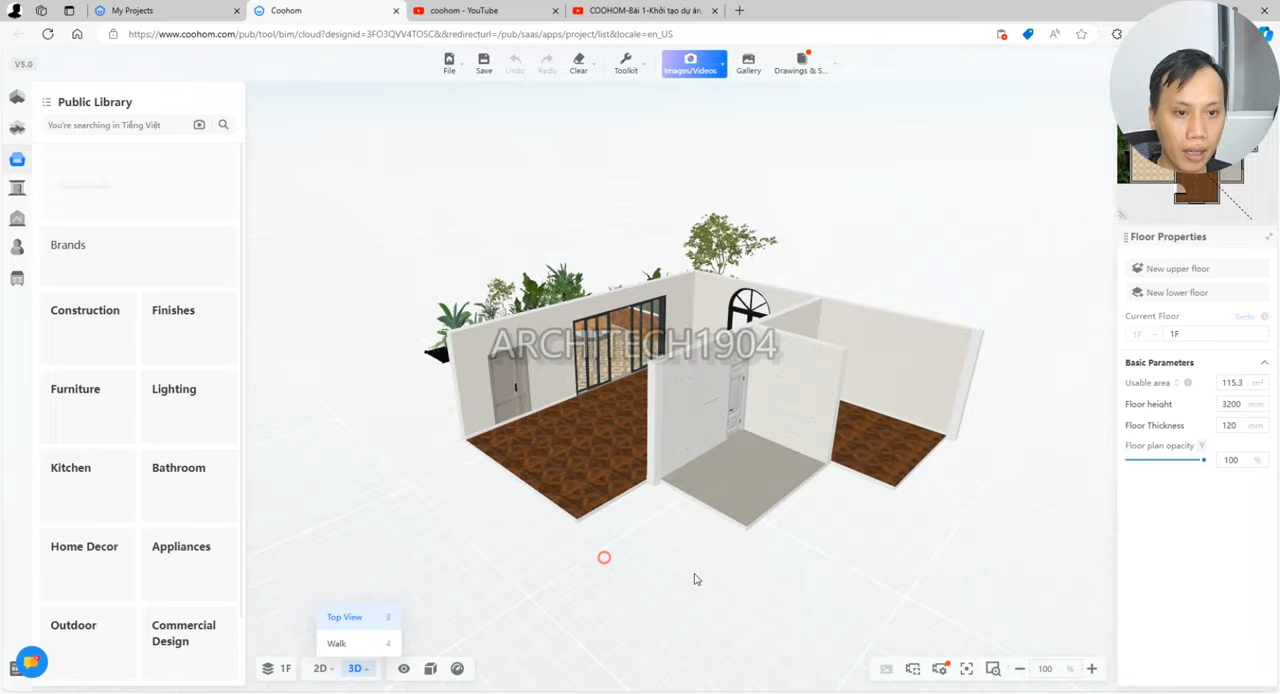 My Projects
Coohom
coohom - YouTube
COOHOM-Bài 1-Khởi tạo dự án
https://www.coohom.com/pub/tool/bim/cloud?designid=3FO3QVV4TOSC&&redirecturl=/pub/saas/apps/project/list&locale=en_US
V5.0
File
Save
Undo
Redo
Clear
Toolkit
Images/Videos
Gallery
Drawings & S...
Public Library
You're searching in Tiếng Việt
Brands
Construction
Finishes
Furniture
Lighting
Kitchen
Bathroom
Home Decor
Appliances
Outdoor
Commercial
Design
ARCHITECH1904
Top View 3
Walk 4
1F
2D
3D
100 %
Floor Properties
New upper floor
New lower floor
Current Floor
Redo
1F
1F
Basic Parameters
Usable area
115.3 m²
Floor height
3200 mm
Floor Thickness
120 mm
Floor plan opacity Y
100 %